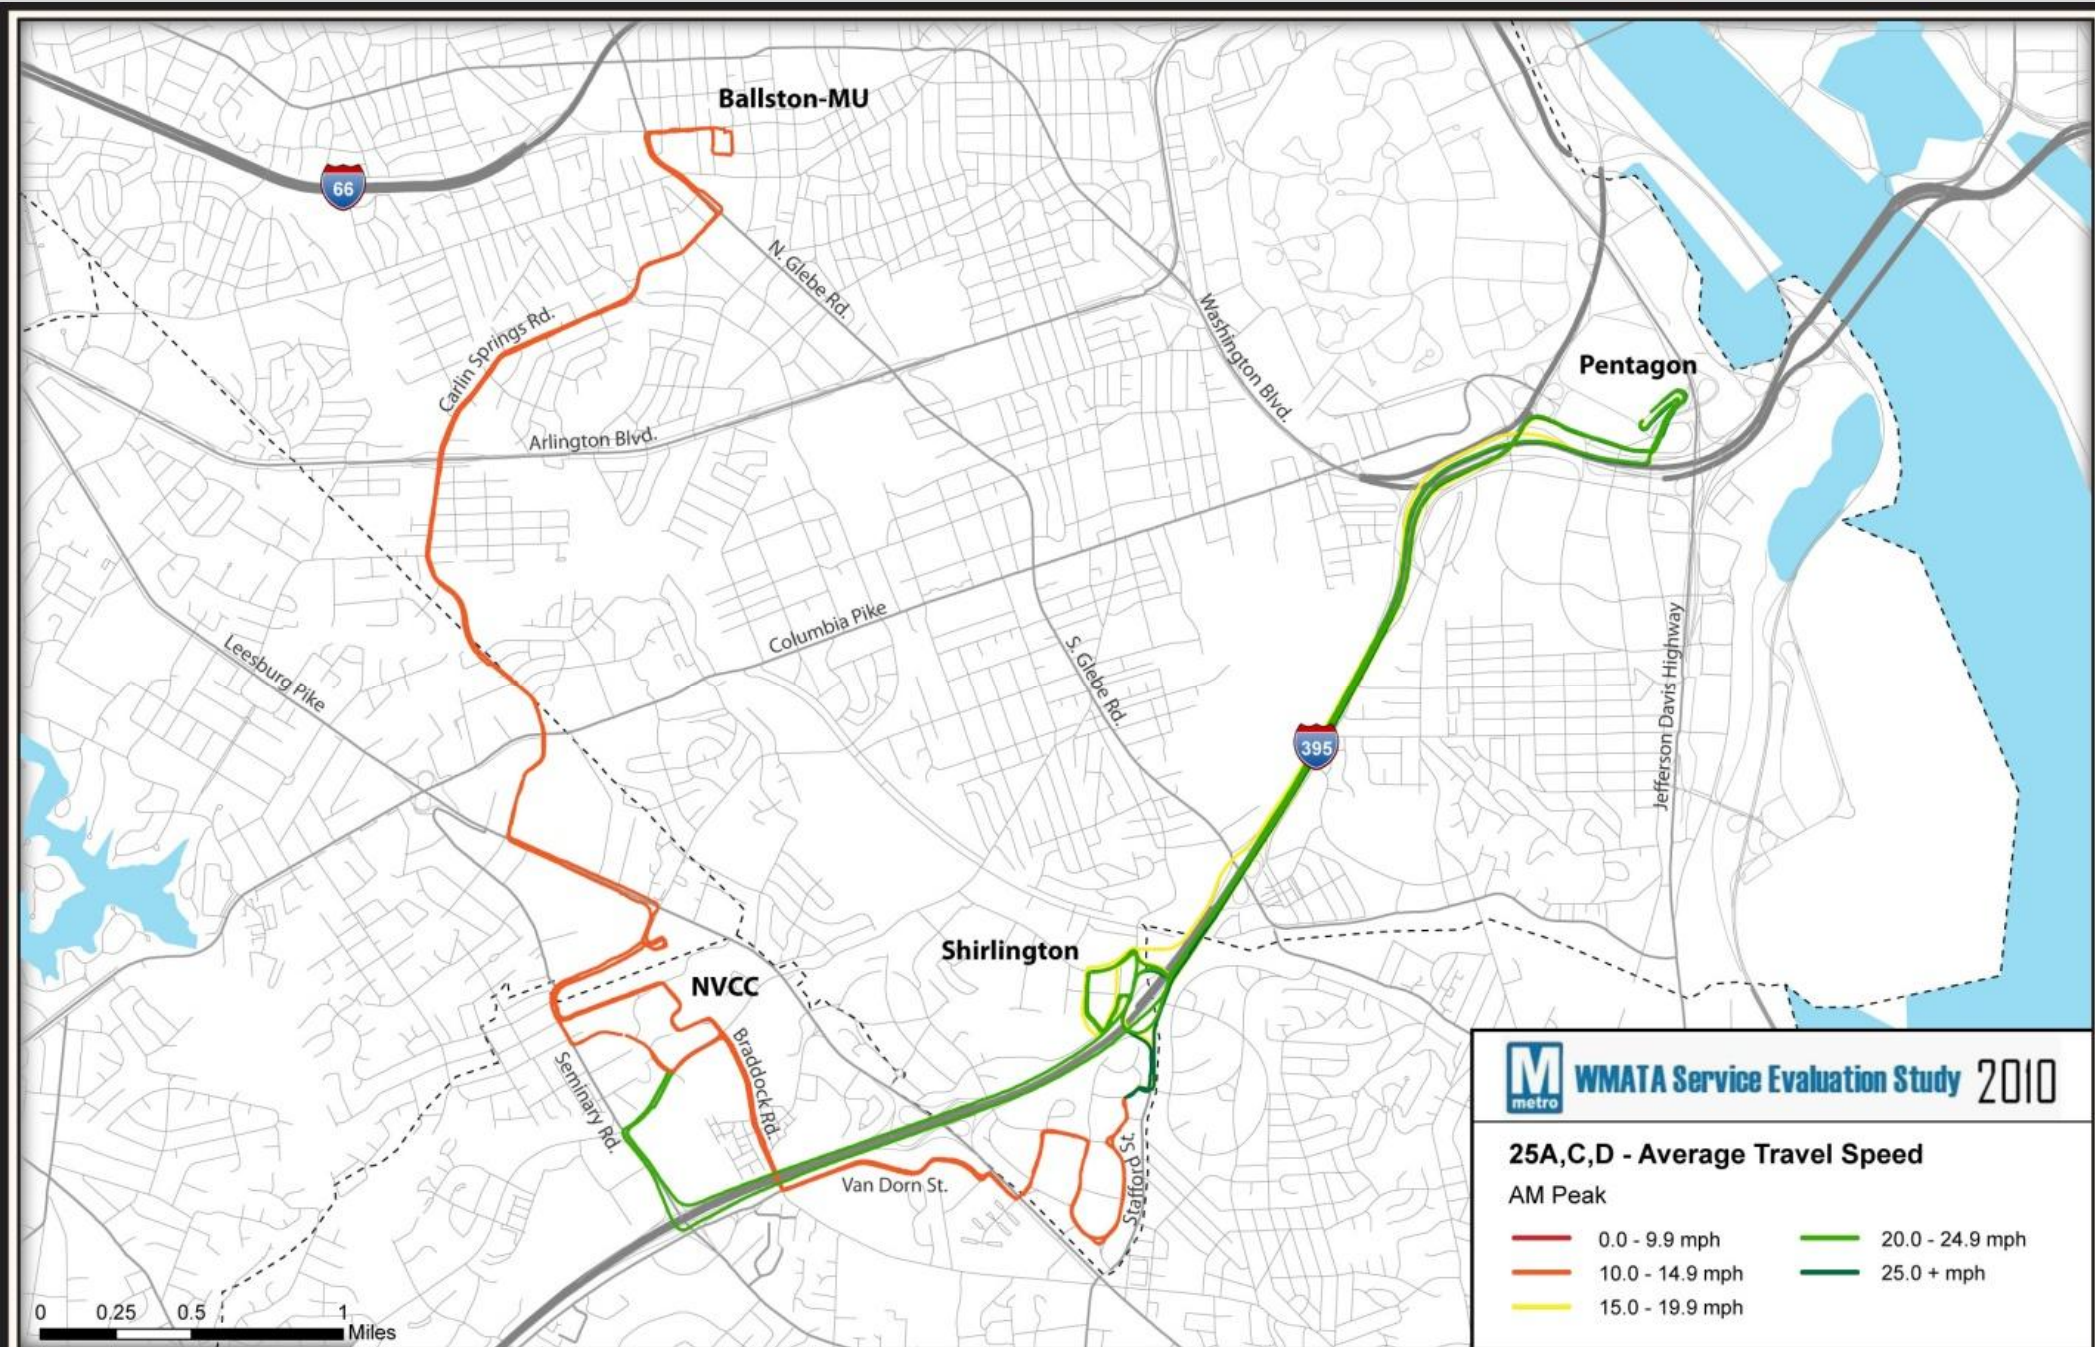 Ballston-MU
66
N. Glebe Rd.
Carlin Springs Rd.
Washington Blvd.
Pentagon
Arlington Blvd.
Columbia Pike
Leesburg Pike
S. Glebe Rd.
Jefferson Davis Highway
395
Shirlington
NVCC
Braddock Rd.
Seminary Rd.
Van Dorn St.
Stafford St.
M
metro
WMATA Service Evaluation Study 2010
25A,C,D - Average Travel Speed
AM Peak
0.0 - 9.9 mph
10.0 - 14.9 mph
15.0 - 19.9 mph
20.0 - 24.9 mph
25.0 + mph
0 0.25 0.5 1
Miles